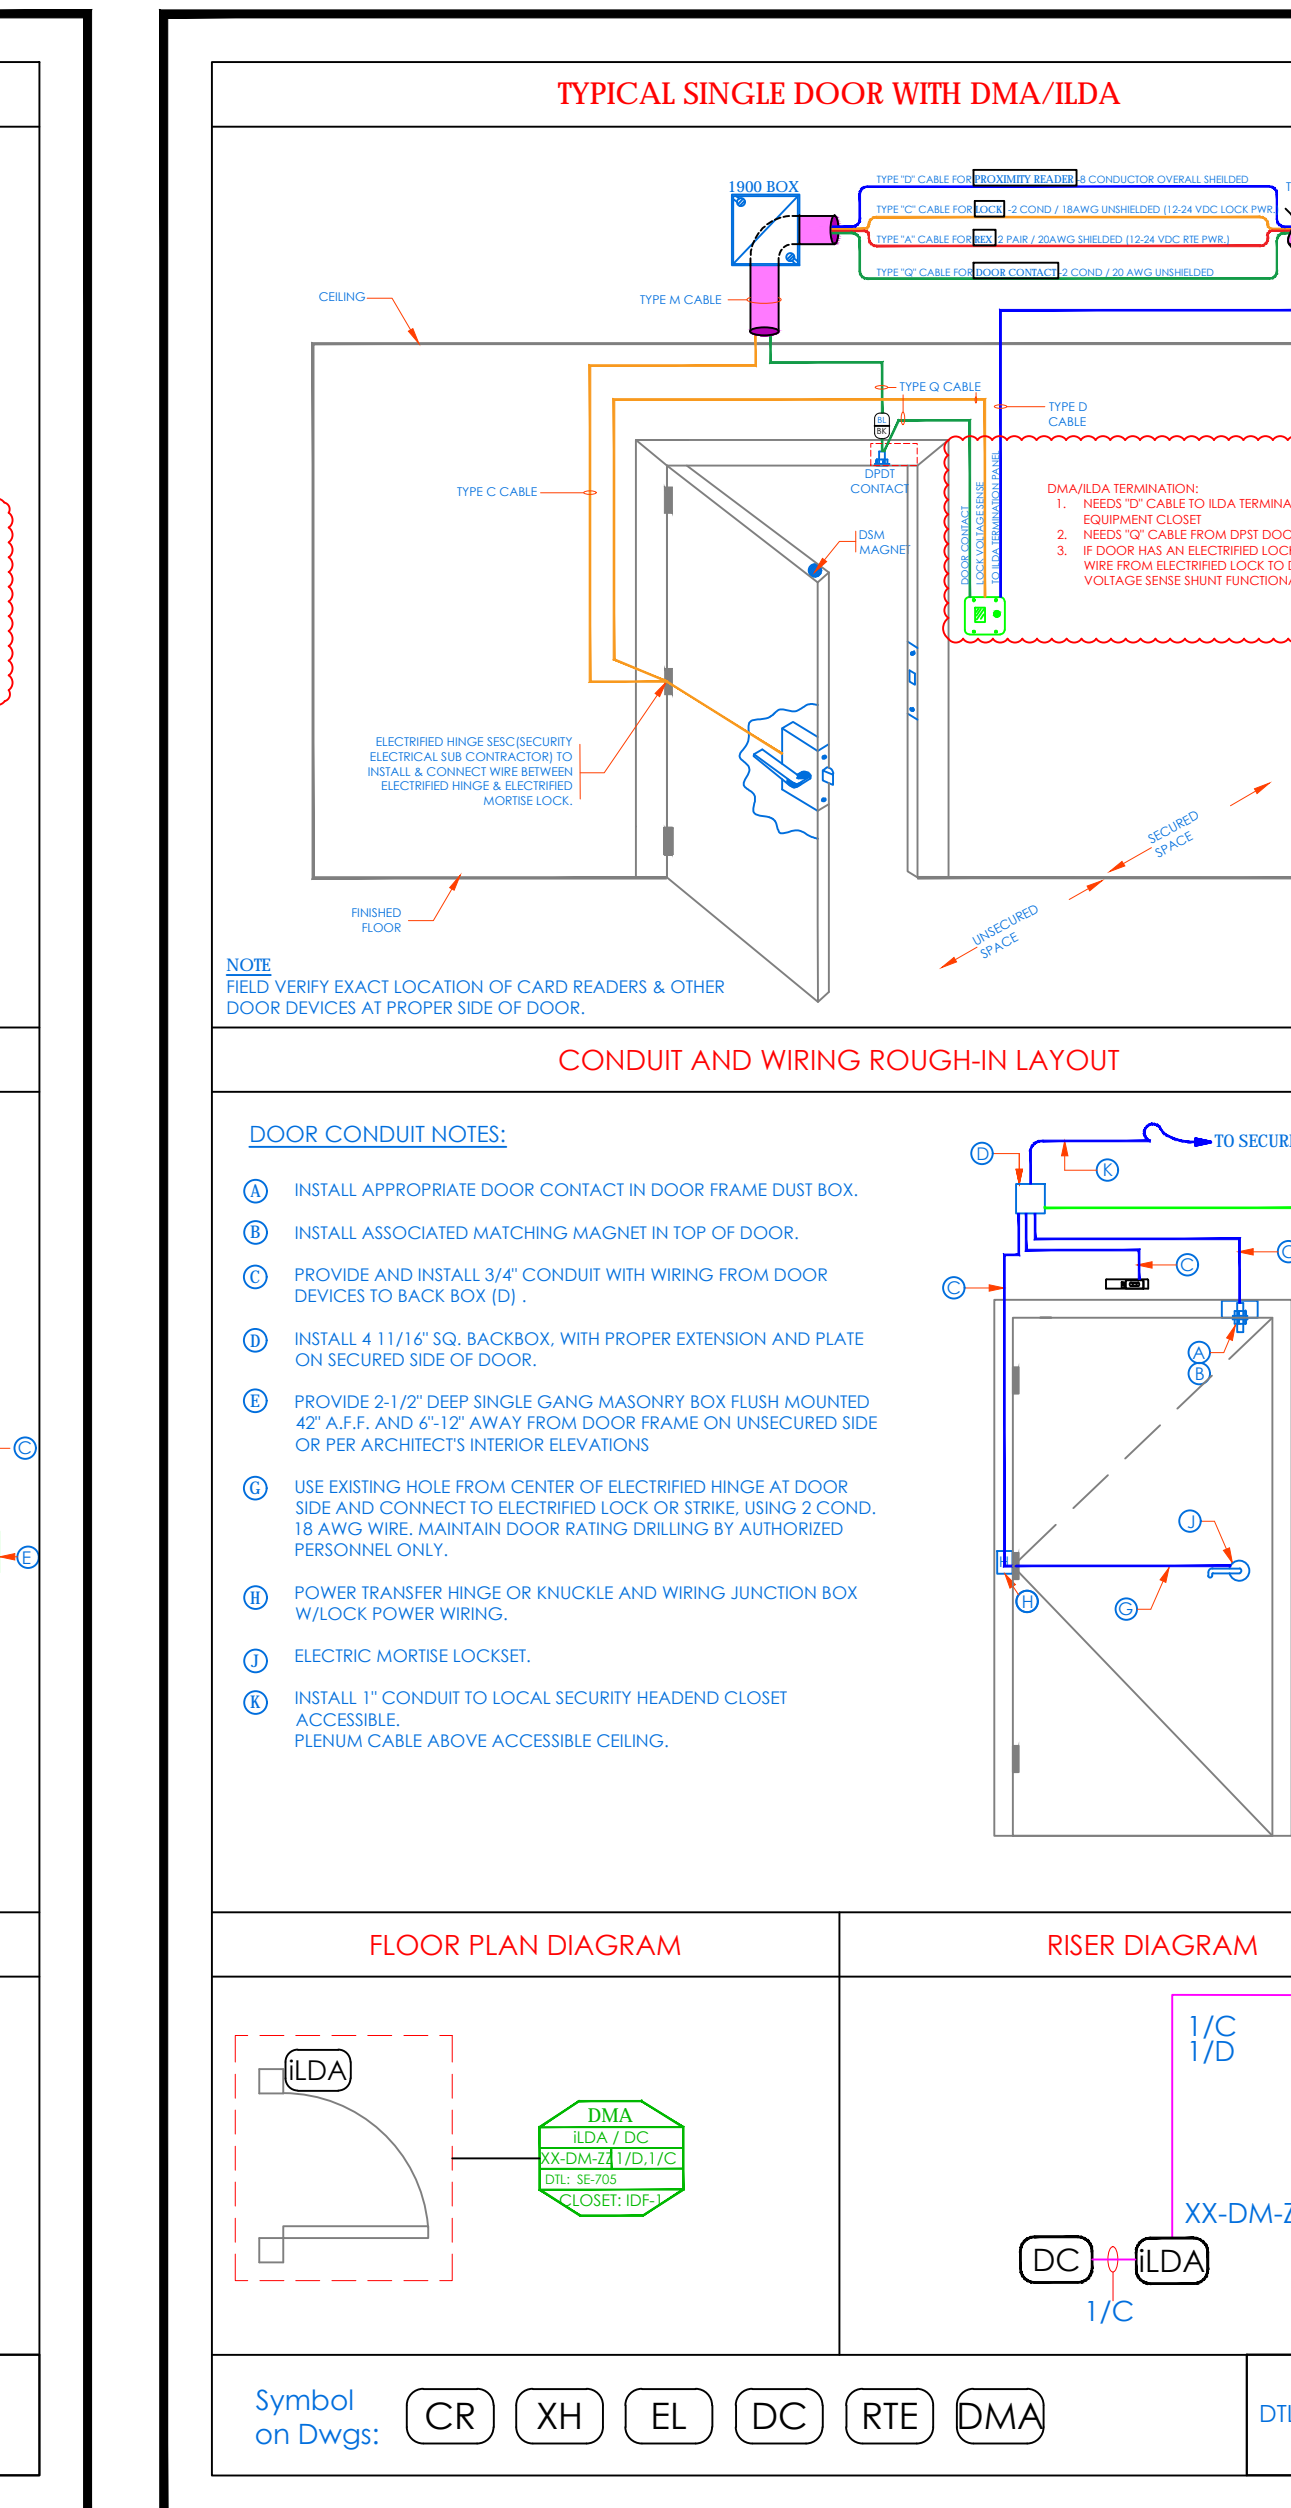 TYPICAL SINGLE DOOR WITH DMA/ILDA
1900 BOX
TYPE "D" CABLE FOR PROXIMITY READER -8 CONDUCTOR OVERALL SHEILDED
TYPE "C" CABLE FOR LOCK -2 COND / 18AWG UNSHIELDED (12-24 VDC LOCK PWR.
TYPE "A" CABLE FOR REX 2 PAIR / 20AWG SHIELDED (12-24 VDC RTE PWR.)
TYPE "Q" CABLE FOR DOOR CONTACT -2 COND / 20 AWG UNSHIELDED
CEILING
TYPE M CABLE
TYPE Q CABLE
TYPE D
CABLE
BL
BK
DPDT
CONTACT
TYPE C CABLE
DSM
MAGNET
DOOR CONTACT
LOCK VOLTAGE SENSE
TO ILDA TERMINATION PANEL
DMA/ILDA TERMINATION:
1. NEEDS "D" CABLE TO ILDA TERMINA
EQUIPMENT CLOSET
2. NEEDS "Q" CABLE FROM DPST DOO
3. IF DOOR HAS AN ELECTRIFIED LOC
WIRE FROM ELECTRIFIED LOCK TO
VOLTAGE SENSE SHUNT FUNCTION
ELECTRIFIED HINGE SESC(SECURITY
ELECTRICAL SUB CONTRACTOR) TO
INSTALL & CONNECT WIRE BETWEEN
ELECTRIFIED HINGE & ELECTRIFIED
MORTISE LOCK.
SECURED
SPACE
UNSECURED
SPACE
FINISHED
FLOOR
NOTE
FIELD VERIFY EXACT LOCATION OF CARD READERS & OTHER
DOOR DEVICES AT PROPER SIDE OF DOOR.
CONDUIT AND WIRING ROUGH-IN LAYOUT
DOOR CONDUIT NOTES:
A INSTALL APPROPRIATE DOOR CONTACT IN DOOR FRAME DUST BOX.
B INSTALL ASSOCIATED MATCHING MAGNET IN TOP OF DOOR.
C PROVIDE AND INSTALL 3/4" CONDUIT WITH WIRING FROM DOOR
DEVICES TO BACK BOX (D) .
D INSTALL 4 11/16" SQ. BACKBOX, WITH PROPER EXTENSION AND PLATE
ON SECURED SIDE OF DOOR.
E PROVIDE 2-1/2" DEEP SINGLE GANG MASONRY BOX FLUSH MOUNTED
42" A.F.F. AND 6"-12" AWAY FROM DOOR FRAME ON UNSECURED SIDE
OR PER ARCHITECT'S INTERIOR ELEVATIONS
G USE EXISTING HOLE FROM CENTER OF ELECTRIFIED HINGE AT DOOR
SIDE AND CONNECT TO ELECTRIFIED LOCK OR STRIKE, USING 2 COND.
18 AWG WIRE. MAINTAIN DOOR RATING DRILLING BY AUTHORIZED
PERSONNEL ONLY.
H POWER TRANSFER HINGE OR KNUCKLE AND WIRING JUNCTION BOX
W/LOCK POWER WIRING.
J ELECTRIC MORTISE LOCKSET.
K INSTALL 1" CONDUIT TO LOCAL SECURITY HEADEND CLOSET
ACCESSIBLE.
PLENUM CABLE ABOVE ACCESSIBLE CEILING.
TO SECUR
D
K
C
C
C
A
B
J
H
H
G
C
E
FLOOR PLAN DIAGRAM
iLDA
DMA
iLDA / DC
XX-DM-ZZ 1/D,1/C
DTL: SE-705
CLOSET: IDF-1
RISER DIAGRAM
1/C
1/D
XX-DM-Z
DC
iLDA
1/C
Symbol
on Dwgs:
CR XH EL DC RTE DMA
DTL